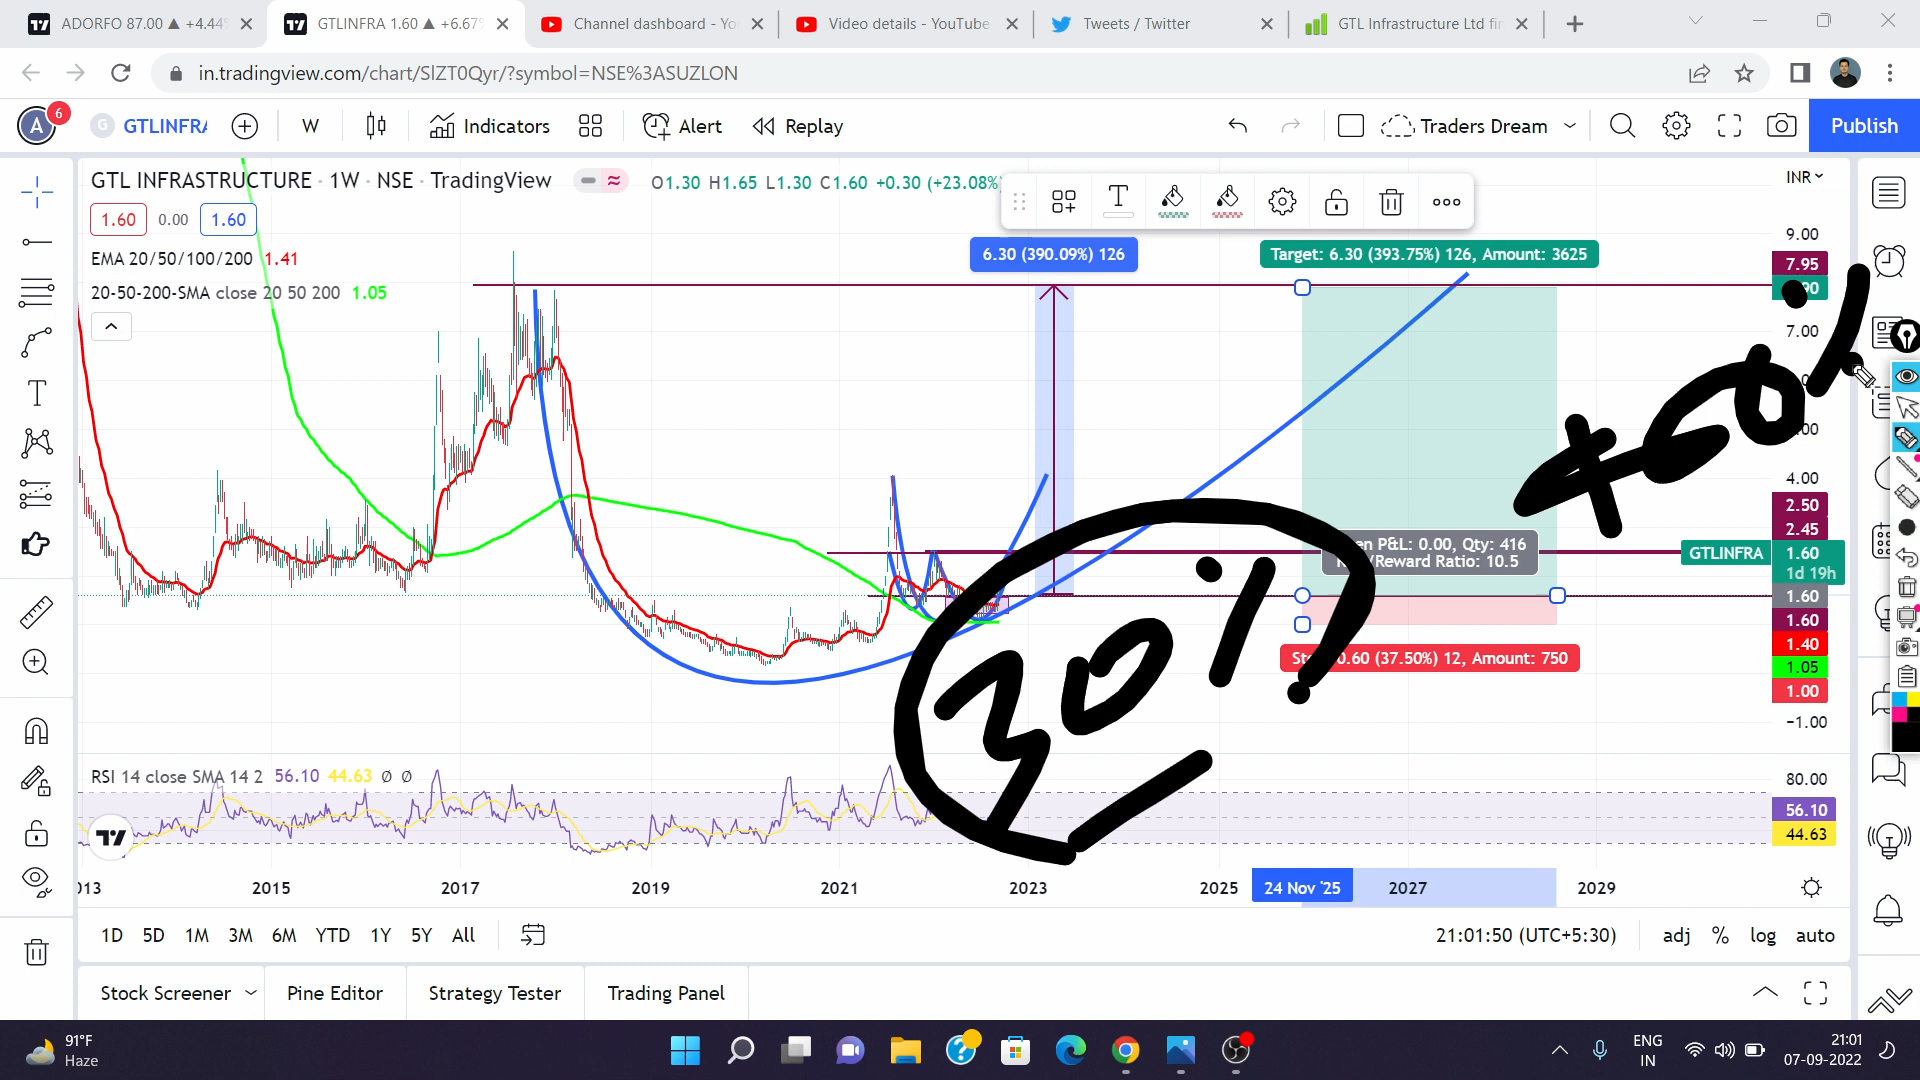 ADORFO 87.00 ▲ +4.44%
GTLINFRA 1.60 ▲ +6.67%
Channel dashboard - Yo
Video details - YouTube
Tweets / Twitter
GTL Infrastructure Ltd fin
in.tradingview.com/chart/SlZT0Qyr/?symbol=NSE%3ASUZLON
A 6
G GTLINFRA
W
Indicators
Alert
Replay
Traders Dream
Publish
GTL INFRASTRUCTURE · 1W · NSE · TradingView
O1.30 H1.65 L1.30 C1.60 +0.30 (+23.08%
INR
1.60 0.00 1.60
EMA 20/50/100/200 1.41
20-50-200-SMA close 20 50 200 1.05
6.30 (390.09%) 126
Target: 6.30 (393.75%) 126, Amount: 3625
9.00
7.95
90
7.00
400%
4.00
2.50
2.45
P&L: 0.00, Qty: 416
/Reward Ratio: 10.5
GTLINFRA 1.60
1d 19h
1.60
1.60
0.60 (37.50%) 12, Amount: 750
1.40
1.05
1.00
−1.00
30%
RSI 14 close SMA 14 2 56.10 44.63 Ø Ø
80.00
56.10
44.63
2015 2017 2019 2021 2023 2025 24 Nov '25 2027 2029
1D 5D 1M 3M 6M YTD 1Y 5Y All
21:01:50 (UTC+5:30)
adj % log auto
Stock Screener
Pine Editor
Strategy Tester
Trading Panel
91°F
Haze
ENG
IN
21:01
07-09-2022